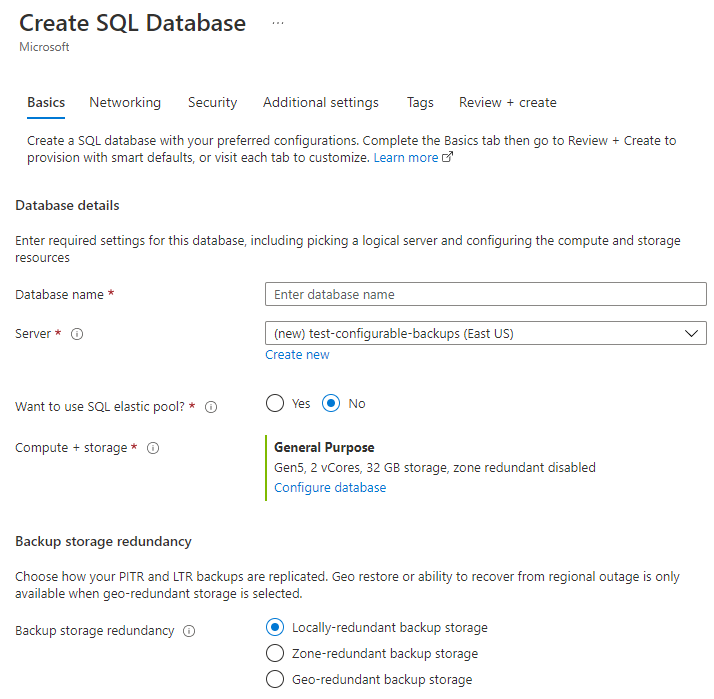 Create SQL Database ...
Microsoft
Basics Networking Security Additional settings Tags Review + create
Create a SQL database with your preferred configurations. Complete the Basics tab then go to Review + Create to
provision with smart defaults, or visit each tab to customize. Learn more
Database details
Enter required settings for this database, including picking a logical server and configuring the compute and storage
resources
Database name * Enter database name
Server * (new) test-configurable-backups (East US)
Create new
Want to use SQL elastic pool? * Yes No
Compute + storage * General Purpose
Gen5, 2 vCores, 32 GB storage, zone redundant disabled
Configure database
Backup storage redundancy
Choose how your PITR and LTR backups are replicated. Geo restore or ability to recover from regional outage is only
available when geo-redundant storage is selected.
Backup storage redundancy Locally-redundant backup storage
Zone-redundant backup storage
Geo-redundant backup storage